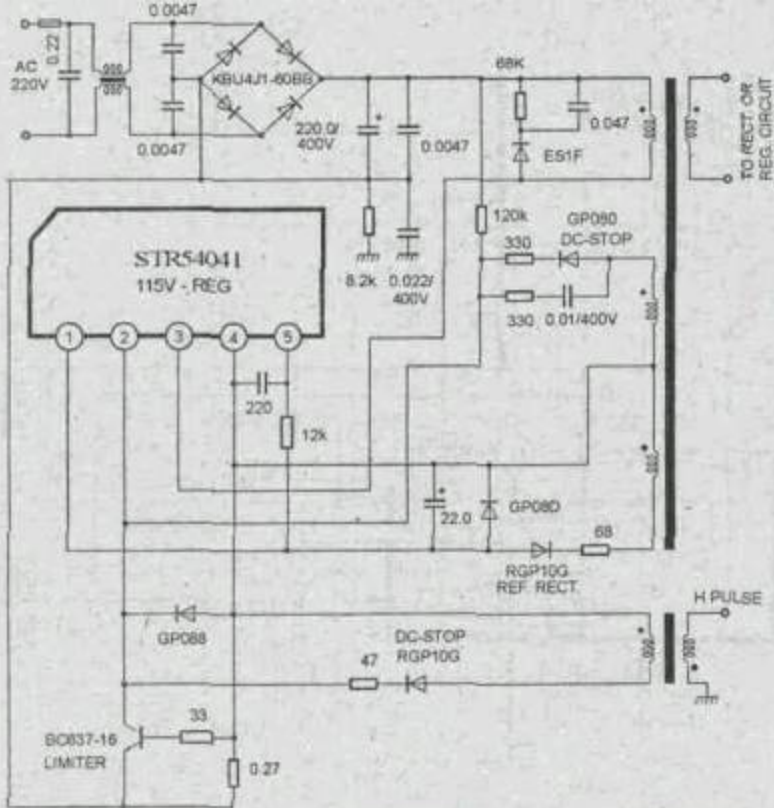 0.0047
0.22
AC
220V
KBU4J1-60BB
0.0047
220.0/
400V
0.0047
68K
0.047
ES1F
TO RECT. OR
REG. CIRCUIT
STR54041
115V - REG
8.2k
0.022/
400V
120k
GP080
DC-STOP
330
330
0.01/400V
1
2
3
4
5
220
12k
22.0
GP08D
68
RGP10G
REF. RECT.
H PULSE
GP088
DC-STOP
RGP10G
47
33
BC637-16
LIMITER
0.27